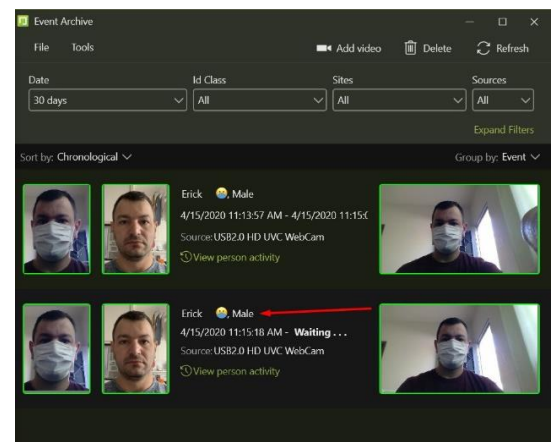 Event Archive
File Tools Add video Delete Refresh
Date Id Class Sites Sources
30 days All All All
Expand Filters
Sort by: Chronological Group by: Event
Erick , Male
4/15/2020 11:13:57 AM - 4/15/2020 11:15:(
Source: USB2.0 HD UVC WebCam
View person activity
Erick , Male
4/15/2020 11:15:18 AM - Waiting . . .
Source: USB2.0 HD UVC WebCam
View person activity